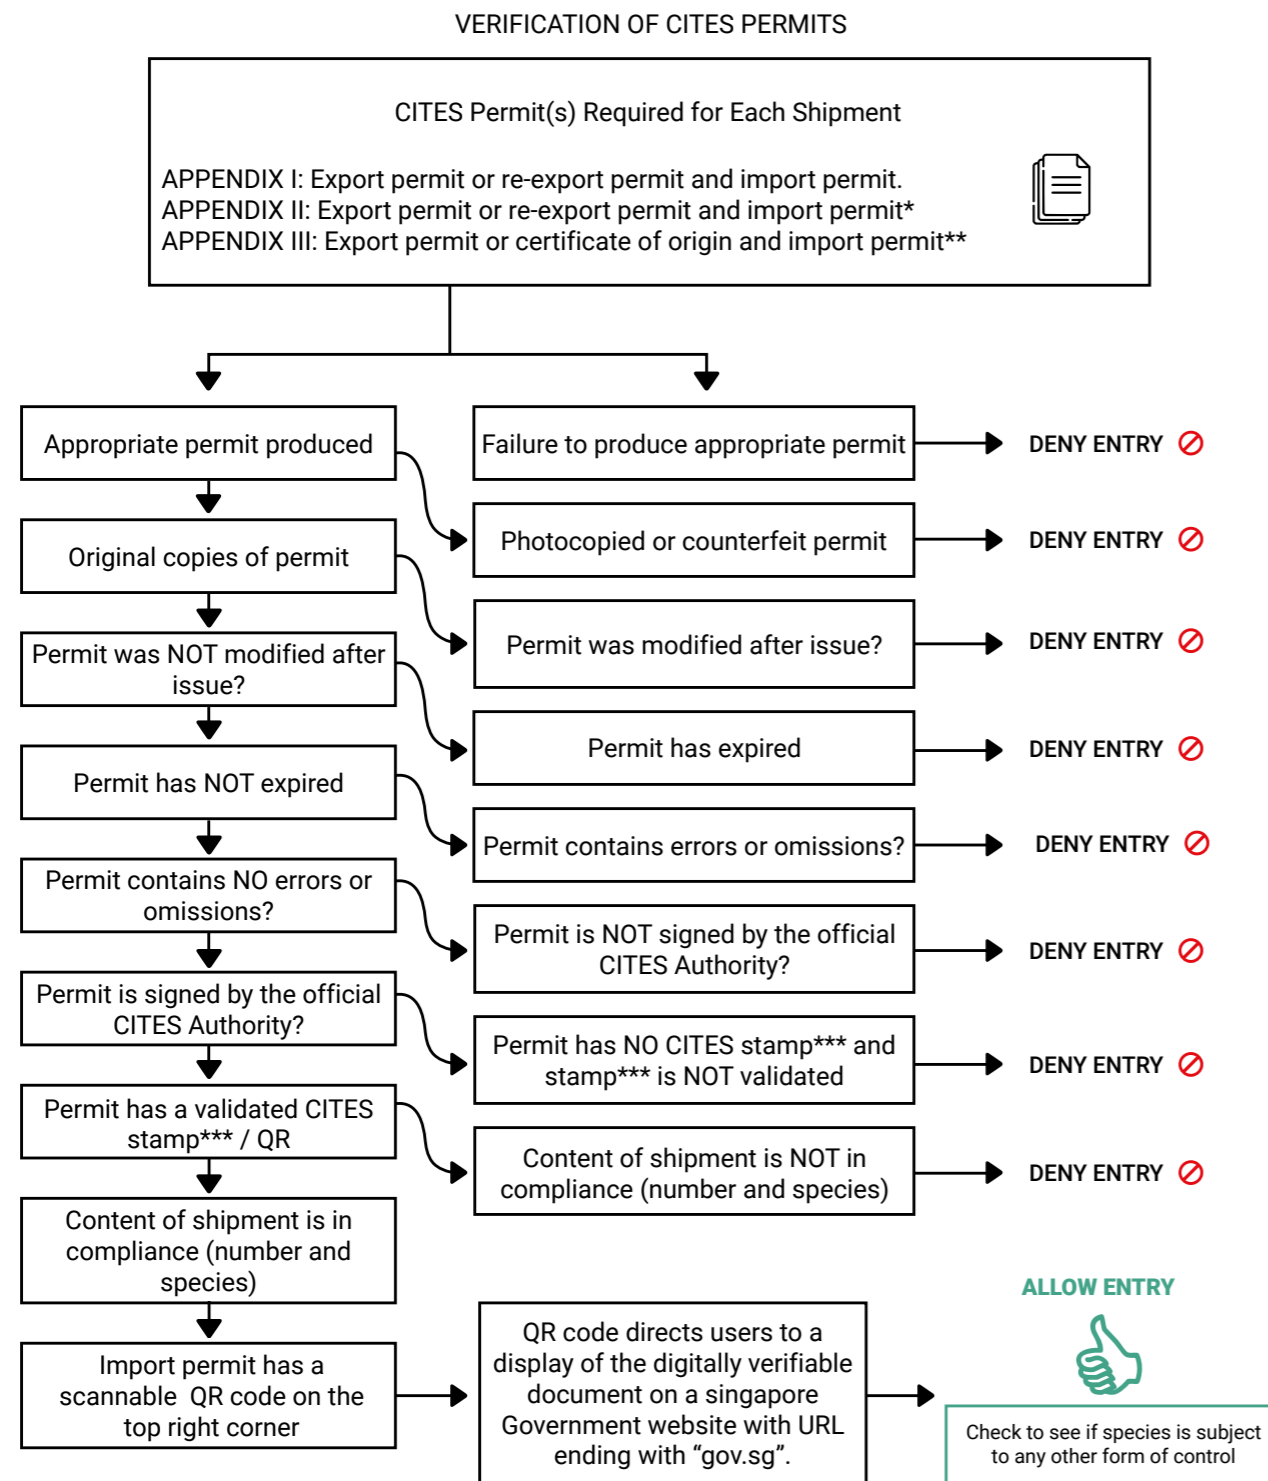 VERIFICATION OF CITES PERMITS
CITES Permit(s) Required for Each Shipment
APPENDIX I: Export permit or re-export permit and import permit.
APPENDIX II: Export permit or re-export permit and import permit*
APPENDIX III: Export permit or certificate of origin and import permit**
Appropriate permit produced
Failure to produce appropriate permit
DENY ENTRY
Original copies of permit
Photocopied or counterfeit permit
DENY ENTRY
Permit was NOT modified after
issue?
Permit was modified after issue?
DENY ENTRY
Permit has NOT expired
Permit has expired
DENY ENTRY
Permit contains NO errors or
omissions?
Permit contains errors or omissions?
DENY ENTRY
Permit is signed by the official
CITES Authority?
Permit is NOT signed by the official
CITES Authority?
DENY ENTRY
Permit has a validated CITES
stamp*** / QR
Permit has NO CITES stamp*** and
stamp*** is NOT validated
DENY ENTRY
Content of shipment is in
compliance (number and
species)
Content of shipment is NOT in
compliance (number and species)
DENY ENTRY
Import permit has a
scannable QR code on the
top right corner
QR code directs users to a
display of the digitally verifiable
document on a singapore
Government website with URL
ending with “gov.sg”.
ALLOW ENTRY
Check to see if species is subject
to any other form of control